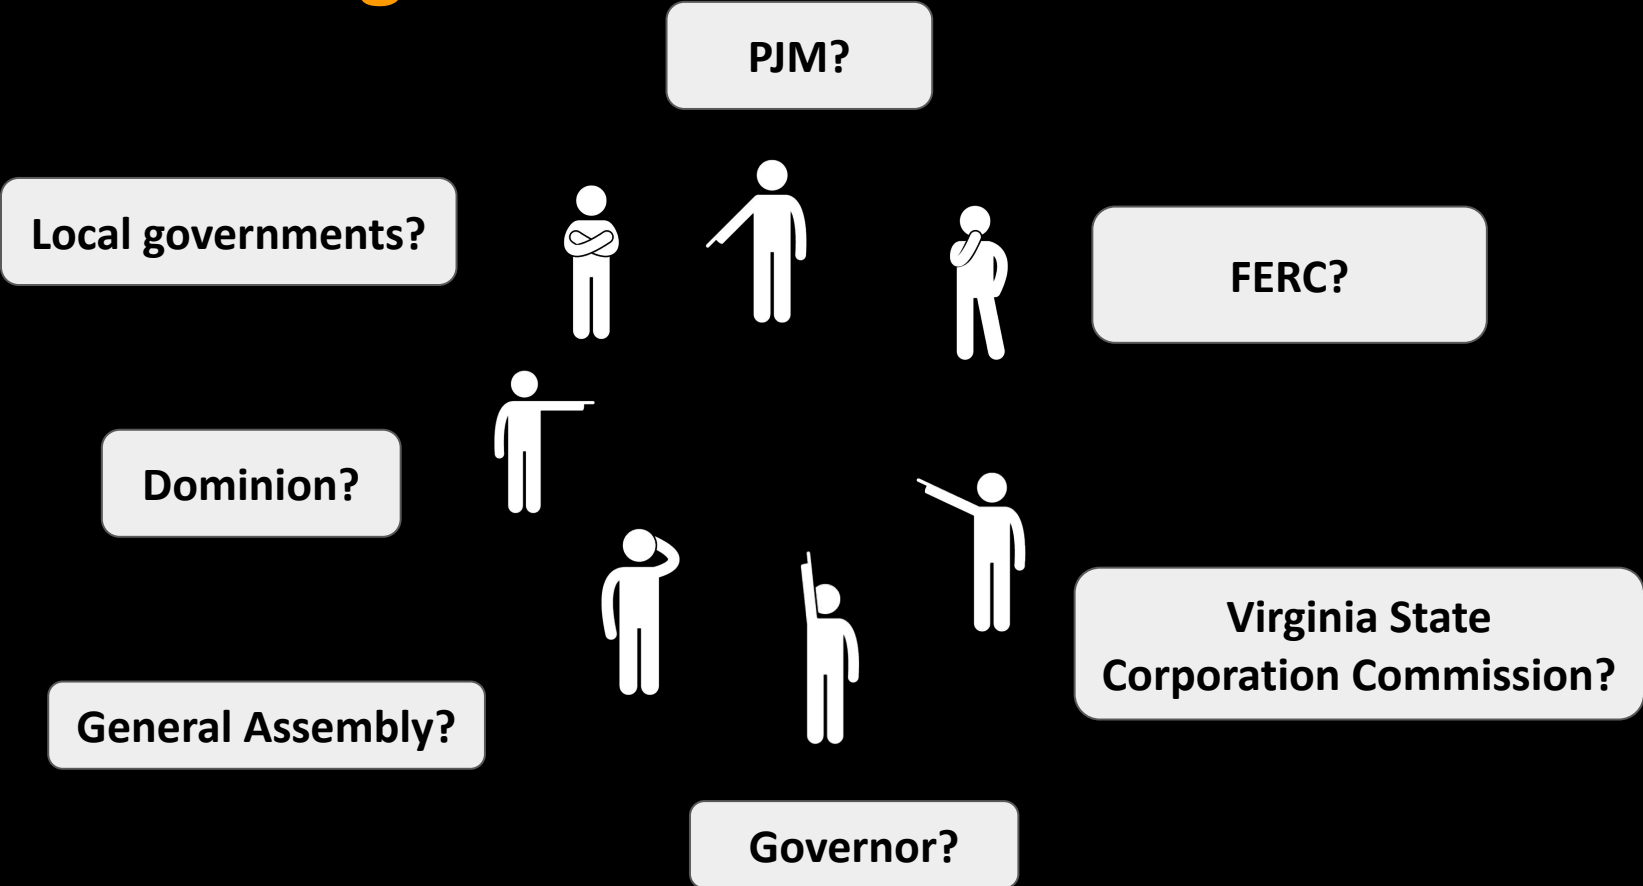 PJM?
Local governments?
FERC?
Dominion?
Virginia State
Corporation Commission?
General Assembly?
Governor?